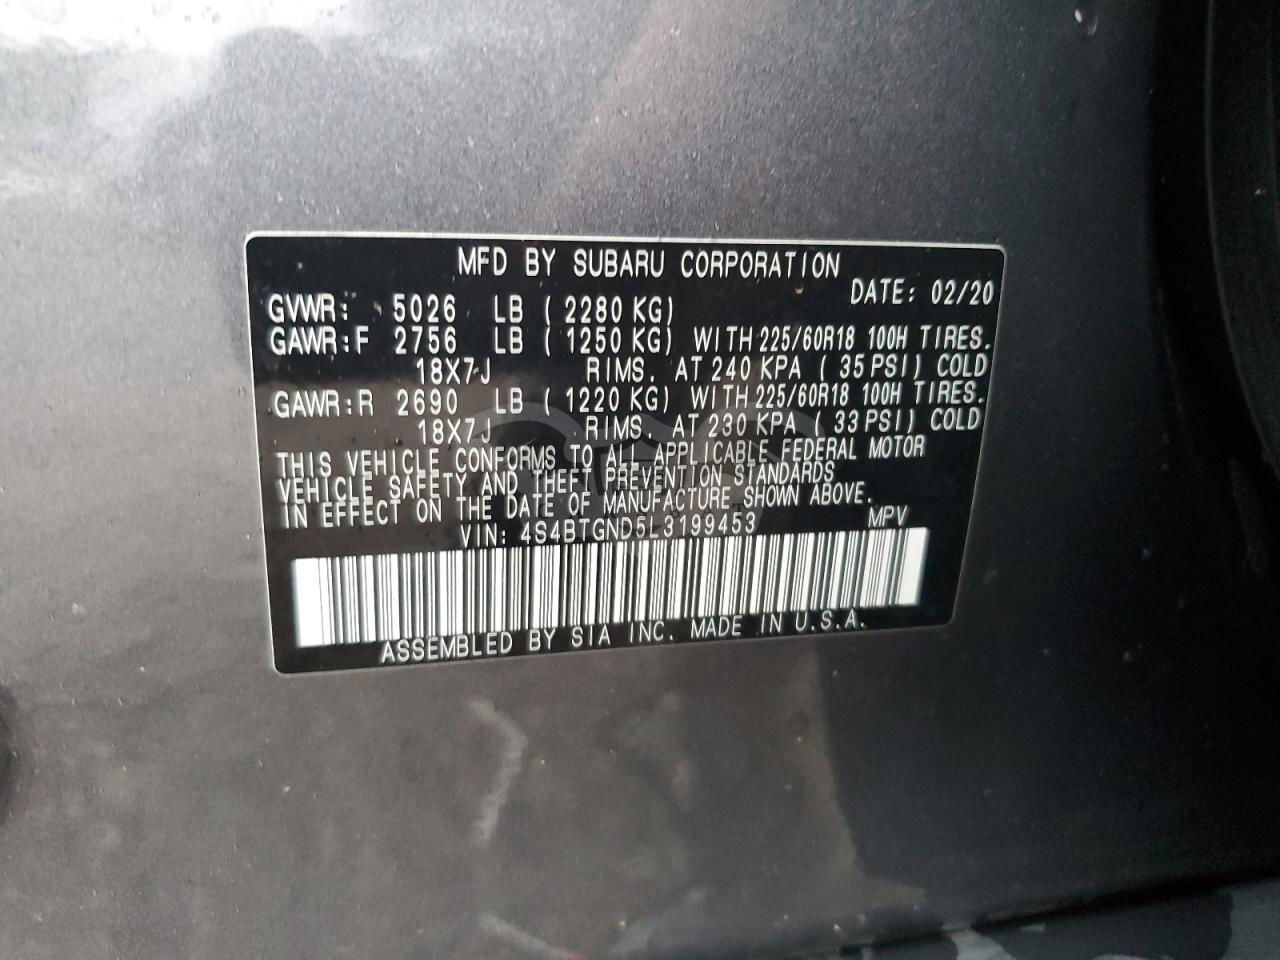 MFD BY SUBARU CORPORATION
DATE: 02/20
GVWR: 5026 LB ( 2280 KG)
GAWR:F 2756 LB ( 1250 KG) WITH 225/60R18 100H TIRES.
18X7J RIMS. AT 240 KPA ( 35 PSI) COLD
GAWR:R 2690 LB ( 1220 KG) WITH 225/60R18 100H TIRES.
18X7J RIMS. AT 230 KPA ( 33 PSI) COLD
THIS VEHICLE CONFORMS TO ALL APPLICABLE FEDERAL MOTOR
VEHICLE SAFETY AND THEFT PREVENTION STANDARDS
IN EFFECT ON THE DATE OF MANUFACTURE SHOWN ABOVE.
VIN: 4S4BTGND5L3199453 MPV
ASSEMBLED BY SIA INC. MADE IN U.S.A.